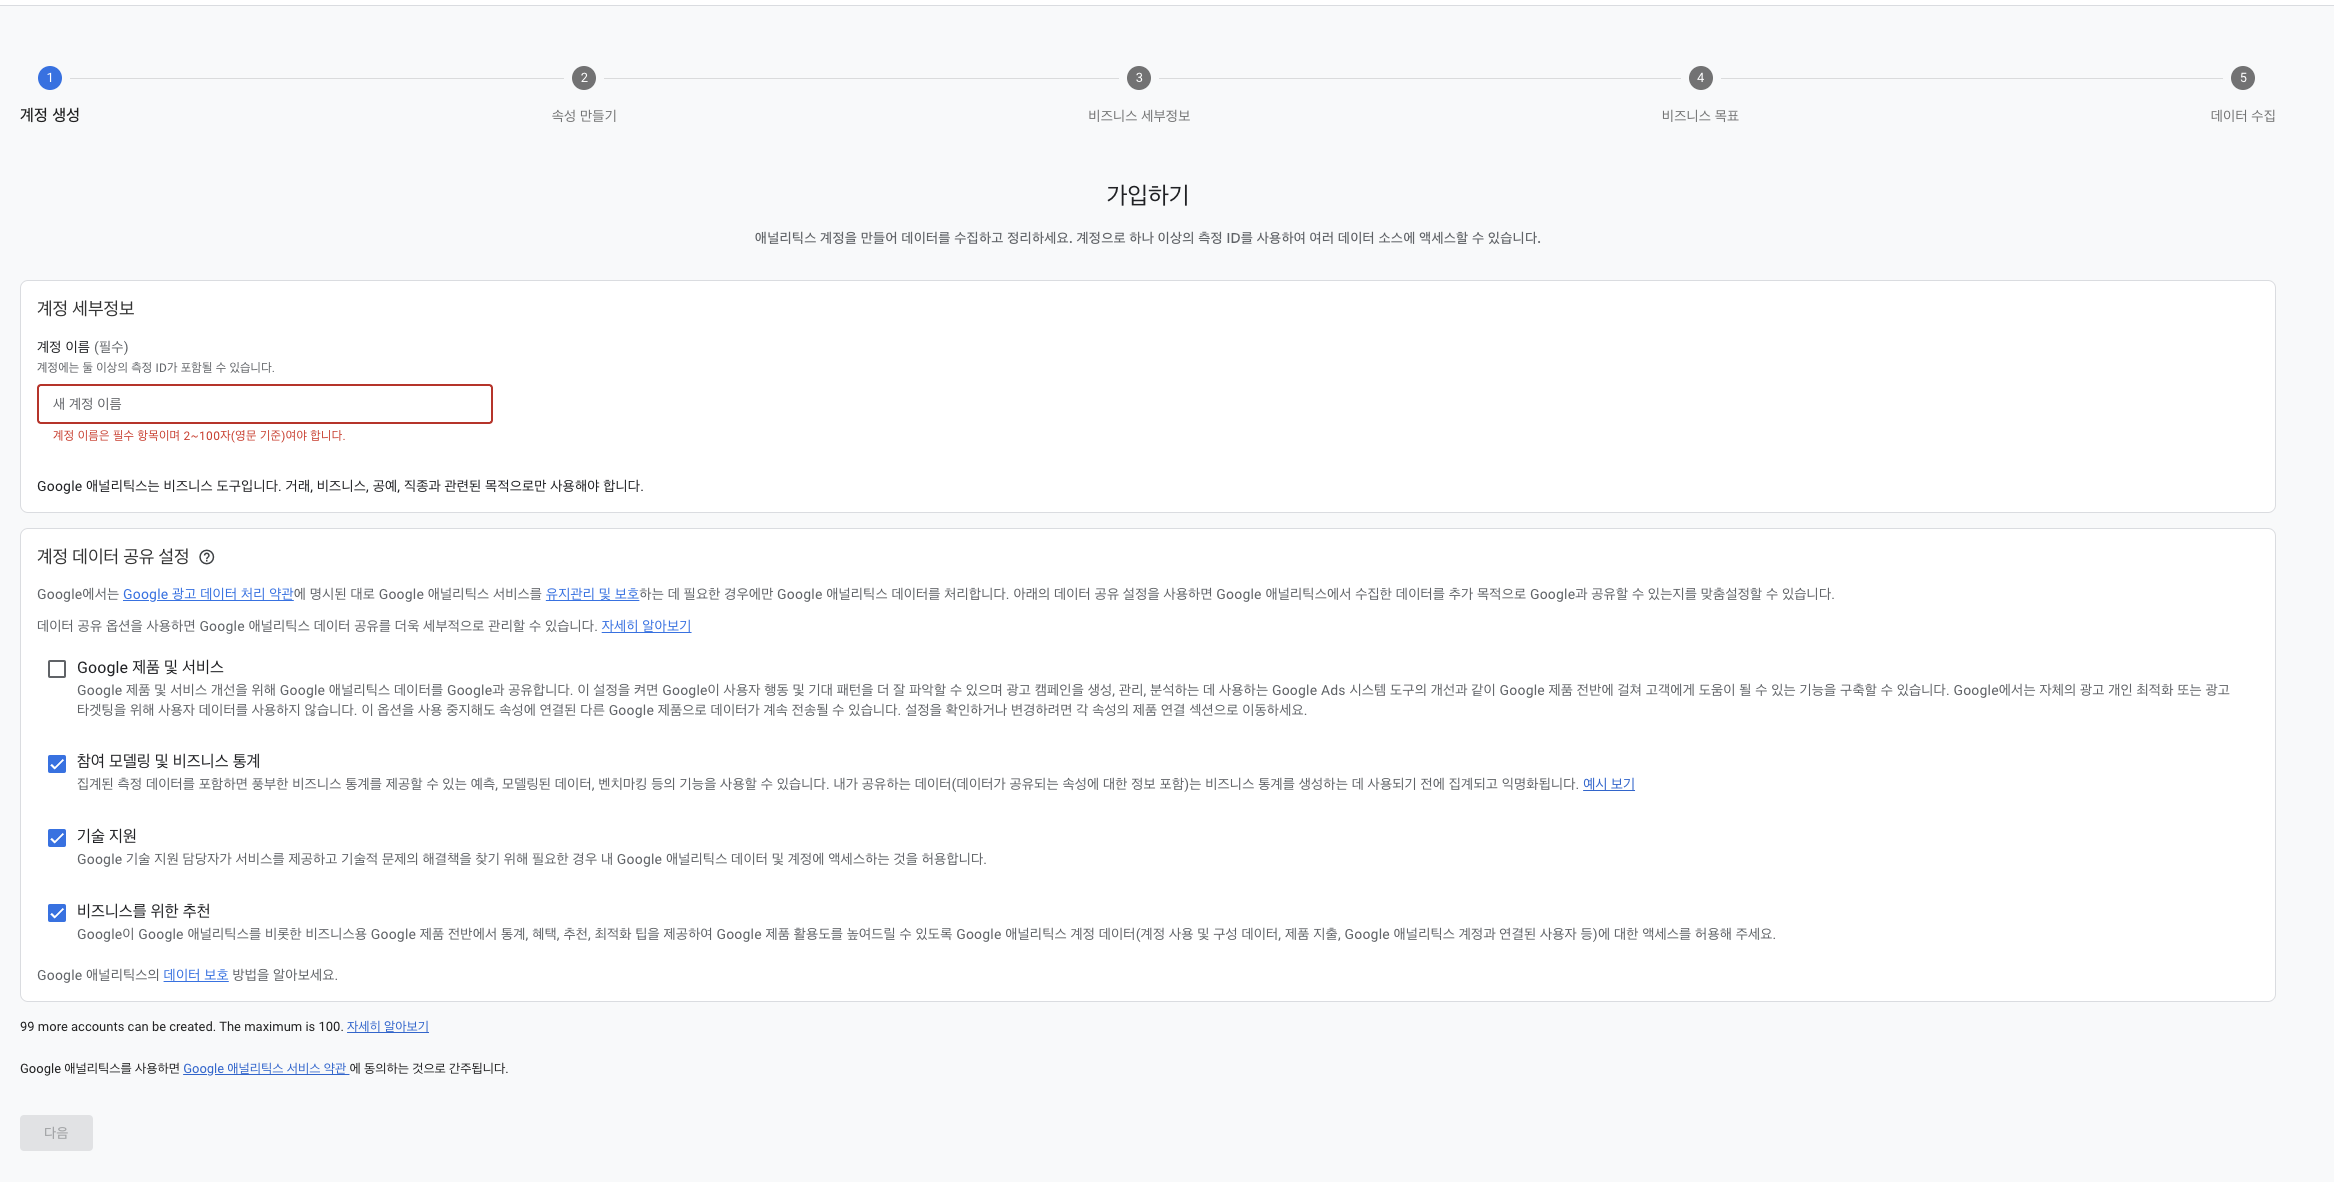 1
2
3
4
5
계정 생성
속성 만들기
비즈니스 세부정보
비즈니스 목표
데이터 수집
가입하기
애널리틱스 계정을 만들어 데이터를 수집하고 정리하세요. 계정으로 하나 이상의 측정 ID를 사용하여 여러 데이터 소스에 액세스할 수 있습니다.
계정 세부정보
계정 이름 (필수)
계정에는 둘 이상의 측정 ID가 포함될 수 있습니다.
새 계정 이름
계정 이름은 필수 항목이며 2~100자(영문 기준)여야 합니다.
Google 애널리틱스는 비즈니스 도구입니다. 거래, 비즈니스, 공예, 직종과 관련된 목적으로만 사용해야 합니다.
계정 데이터 공유 설정 ?
Google에서는 Google 광고 데이터 처리 약관에 명시된 대로 Google 애널리틱스 서비스를 유지관리 및 보호하는 데 필요한 경우에만 Google 애널리틱스 데이터를 처리합니다. 아래의 데이터 공유 설정을 사용하면 Google 애널리틱스에서 수집한 데이터를 추가 목적으로 Google과 공유할 수 있는지를 맞춤설정할 수 있습니다.
데이터 공유 옵션을 사용하면 Google 애널리틱스 데이터 공유를 더욱 세부적으로 관리할 수 있습니다. 자세히 알아보기
Google 제품 및 서비스
Google 제품 및 서비스 개선을 위해 Google 애널리틱스 데이터를 Google과 공유합니다. 이 설정을 켜면 Google이 사용자 행동 및 기대 패턴을 더 잘 파악할 수 있으며 광고 캠페인을 생성, 관리, 분석하는 데 사용하는 Google Ads 시스템 도구의 개선과 같이 Google 제품 전반에 걸쳐 고객에게 도움이 될 수 있는 기능을 구축할 수 있습니다. Google에서는 자체의 광고 개인 최적화 또는 광고
타겟팅을 위해 사용자 데이터를 사용하지 않습니다. 이 옵션을 사용 중지해도 속성에 연결된 다른 Google 제품으로 데이터가 계속 전송될 수 있습니다. 설정을 확인하거나 변경하려면 각 속성의 제품 연결 섹션으로 이동하세요.
참여 모델링 및 비즈니스 통계
집계된 측정 데이터를 포함하면 풍부한 비즈니스 통계를 제공할 수 있는 예측, 모델링된 데이터, 벤치마킹 등의 기능을 사용할 수 있습니다. 내가 공유하는 데이터(데이터가 공유되는 속성에 대한 정보 포함)는 비즈니스 통계를 생성하는 데 사용되기 전에 집계되고 익명화됩니다. 예시 보기
기술 지원
Google 기술 지원 담당자가 서비스를 제공하고 기술적 문제의 해결책을 찾기 위해 필요한 경우 내 Google 애널리틱스 데이터 및 계정에 액세스하는 것을 허용합니다.
비즈니스를 위한 추천
Google이 Google 애널리틱스를 비롯한 비즈니스용 Google 제품 전반에서 통계, 혜택, 추천, 최적화 팁을 제공하여 Google 제품 활용도를 높여드릴 수 있도록 Google 애널리틱스 계정 데이터(계정 사용 및 구성 데이터, 제품 지출, Google 애널리틱스 계정과 연결된 사용자 등)에 대한 액세스를 허용해 주세요.
Google 애널리틱스의 데이터 보호 방법을 알아보세요.
99 more accounts can be created. The maximum is 100. 자세히 알아보기
Google 애널리틱스를 사용하면 Google 애널리틱스 서비스 약관 에 동의하는 것으로 간주됩니다.
다음